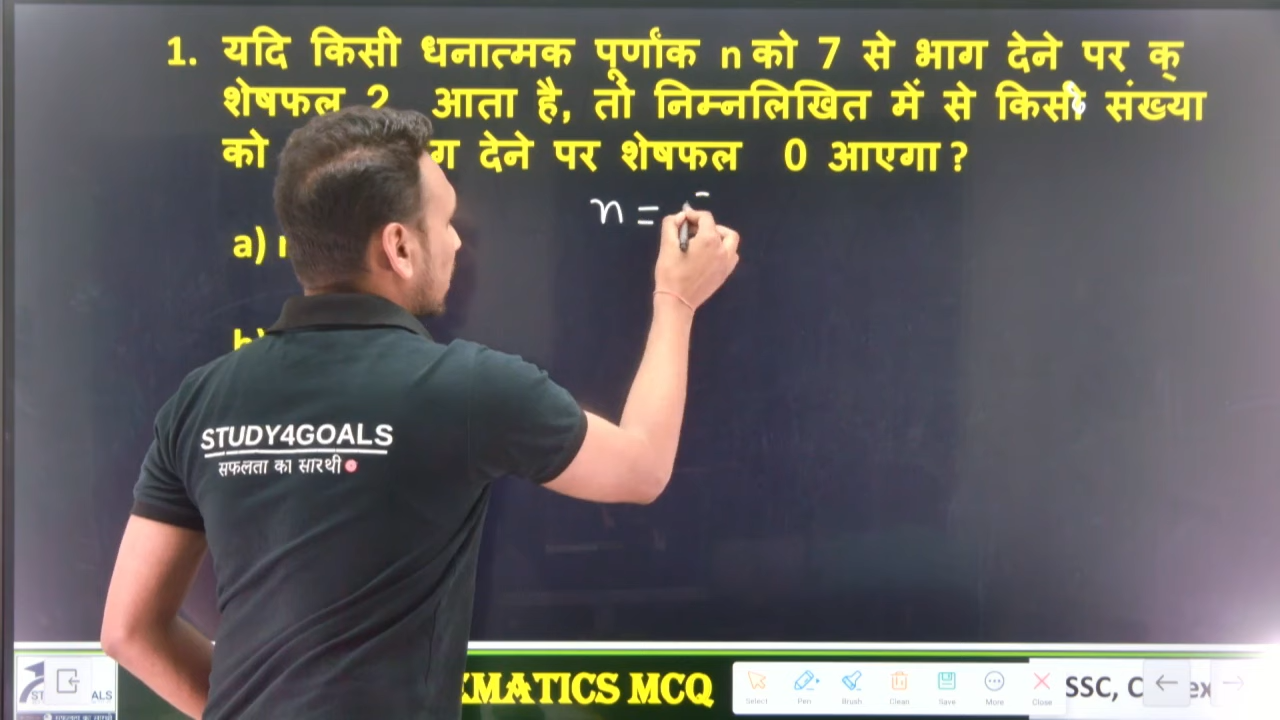 1. यदि किसी धनात्मक पूर्णांक n को 7 से भाग देने पर क्
शेषफल 2 आता है, तो निम्नलिखित में से किसी संख्या
को ग देने पर शेषफल 0 आएगा ?
n =
a)
b)
STUDY4GOALS
सफलता का सारथी
MATICS MCQ
SSC, C
Select Pen Brush Clean Save More Close